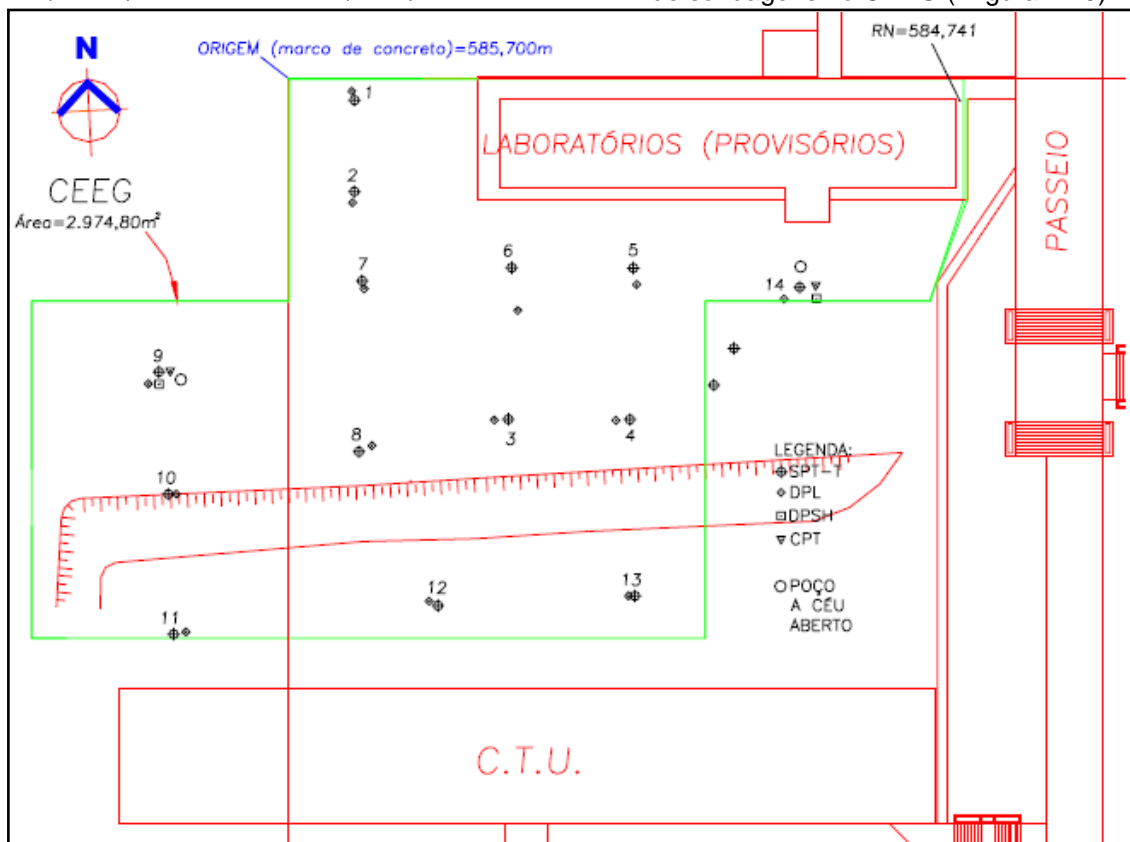 N
ORIGEM (marco de concreto)=585,700m
RN=584,741
LABORATÓRIOS (PROVISÓRIOS)
PASSEIO
CEEG
Área=2.974,80m²
1
2
7
6
5
14
9
8
3
4
10
LEGENDA:
SPT-T
DPL
DPSH
CPT
POÇO
A CÉU
ABERTO
12
13
11
C.T.U.